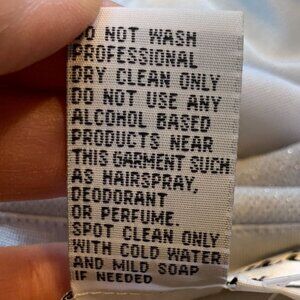 DO NOT WASH
PROFESSIONAL
DRY CLEAN ONLY
DO NOT USE ANY
ALCOHOL BASED
PRODUCTS NEAR
THIS GARMENT SUCH
AS HAIRSPRAY,
DEODORANT
OR PERFUME.
SPOT CLEAN ONLY
WITH COLD WATER
AND MILD SOAP
IF NEEDED